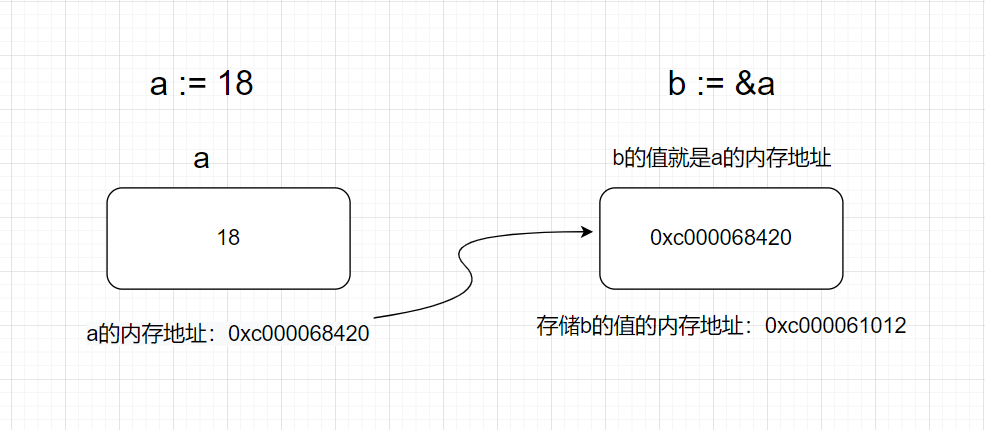 a := 18
b := &a
a
b的值就是a的内存地址
18
0xc000068420
a的内存地址：0xc000068420
存储b的值的内存地址：0xc000061012